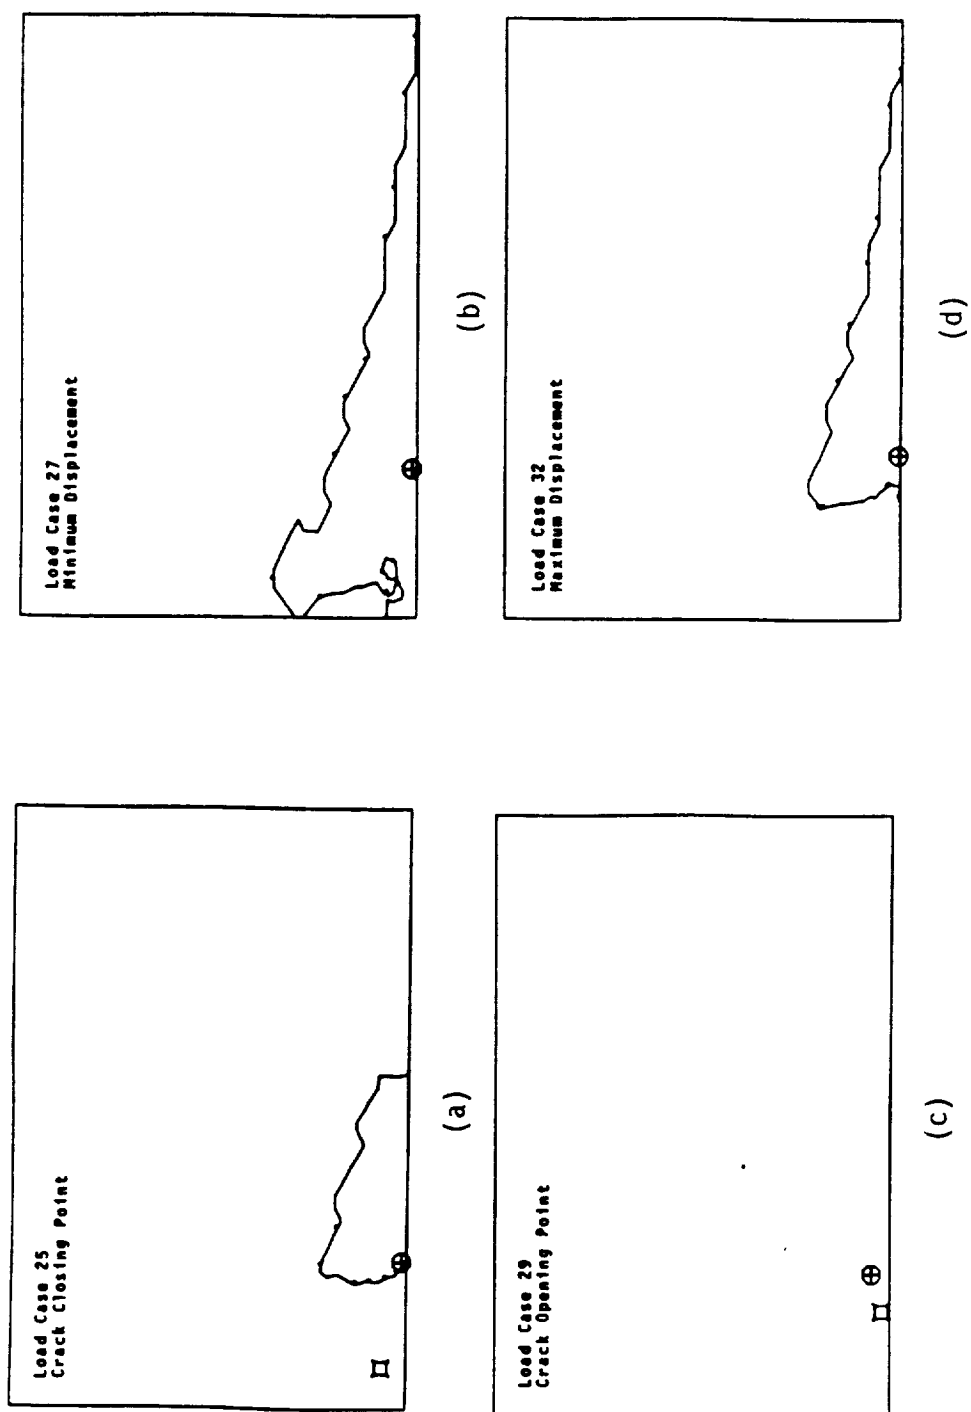 Load Case 25
Crack Closing Point
(a)
Load Case 27
Minimum Displacement
(b)
Load Case 29
Crack Opening Point
(c)
Load Case 32
Maximum Displacement
(d)